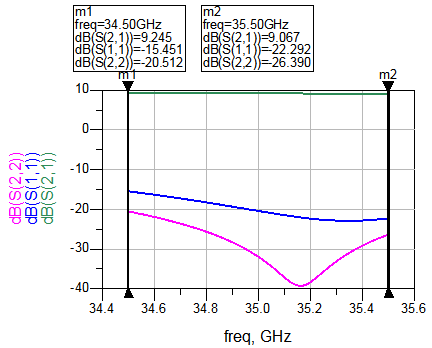 m1
freq=34.50GHz
dB(S(2,1))=9.245
dB(S(1,1))=-15.451
dB(S(2,2))=-20.512
m2
freq=35.50GHz
dB(S(2,1))=9.067
dB(S(1,1))=-22.292
dB(S(2,2))=-26.390
m1
m2
10
0
-10
-20
-30
-40
dB(S(2,2))
dB(S(1,1))
dB(S(2,1))
34.4
34.6
34.8
35.0
35.2
35.4
35.6
freq, GHz